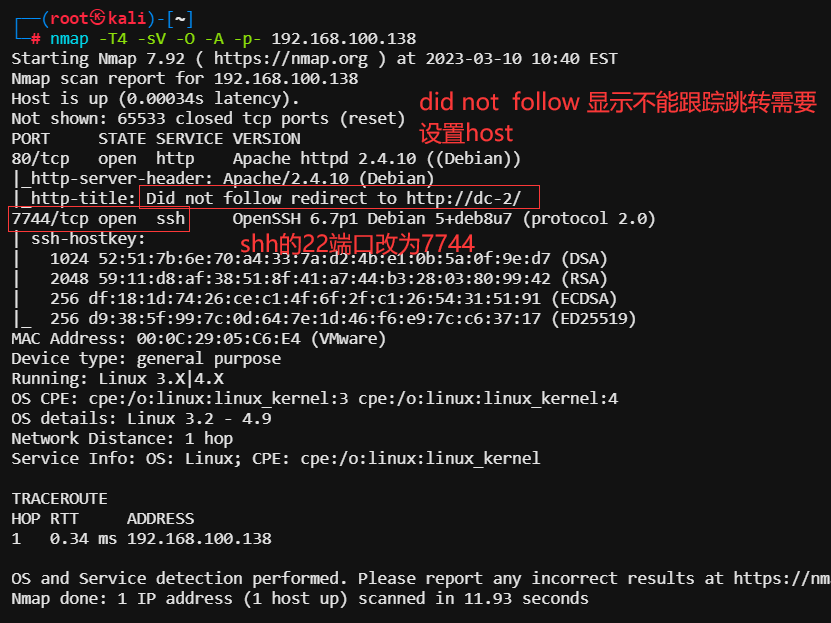 ┌──(root㉿kali)-[~]
└─# nmap -T4 -sV -O -A -p- 192.168.100.138
Starting Nmap 7.92 ( https://nmap.org ) at 2023-03-10 10:40 EST
Nmap scan report for 192.168.100.138
Host is up (0.00034s latency).
did not follow 显示不能跟踪跳转需要
设置host
Not shown: 65533 closed tcp ports (reset)
PORT     STATE SERVICE VERSION
80/tcp   open  http    Apache httpd 2.4.10 ((Debian))
|_http-server-header: Apache/2.4.10 (Debian)
|_http-title: Did not follow redirect to http://dc-2/
7744/tcp open  ssh     OpenSSH 6.7p1 Debian 5+deb8u7 (protocol 2.0)
| ssh-hostkey:
shh的22端口改为7744
|   1024 52:51:7b:6e:70:a4:33:7a:d2:4b:e1:0b:5a:0f:9e:d7 (DSA)
|   2048 59:11:d8:af:38:51:8f:41:a7:44:b3:28:03:80:99:42 (RSA)
|   256 df:18:1d:74:26:ce:c1:4f:6f:2f:c1:26:54:31:51:91 (ECDSA)
|_  256 d9:38:5f:99:7c:0d:64:7e:1d:46:f6:e9:7c:c6:37:17 (ED25519)
MAC Address: 00:0C:29:05:C6:E4 (VMware)
Device type: general purpose
Running: Linux 3.X|4.X
OS CPE: cpe:/o:linux:linux_kernel:3 cpe:/o:linux:linux_kernel:4
OS details: Linux 3.2 - 4.9
Network Distance: 1 hop
Service Info: OS: Linux; CPE: cpe:/o:linux:linux_kernel
TRACEROUTE
HOP RTT     ADDRESS
1   0.34 ms 192.168.100.138
OS and Service detection performed. Please report any incorrect results at https://nm
Nmap done: 1 IP address (1 host up) scanned in 11.93 seconds